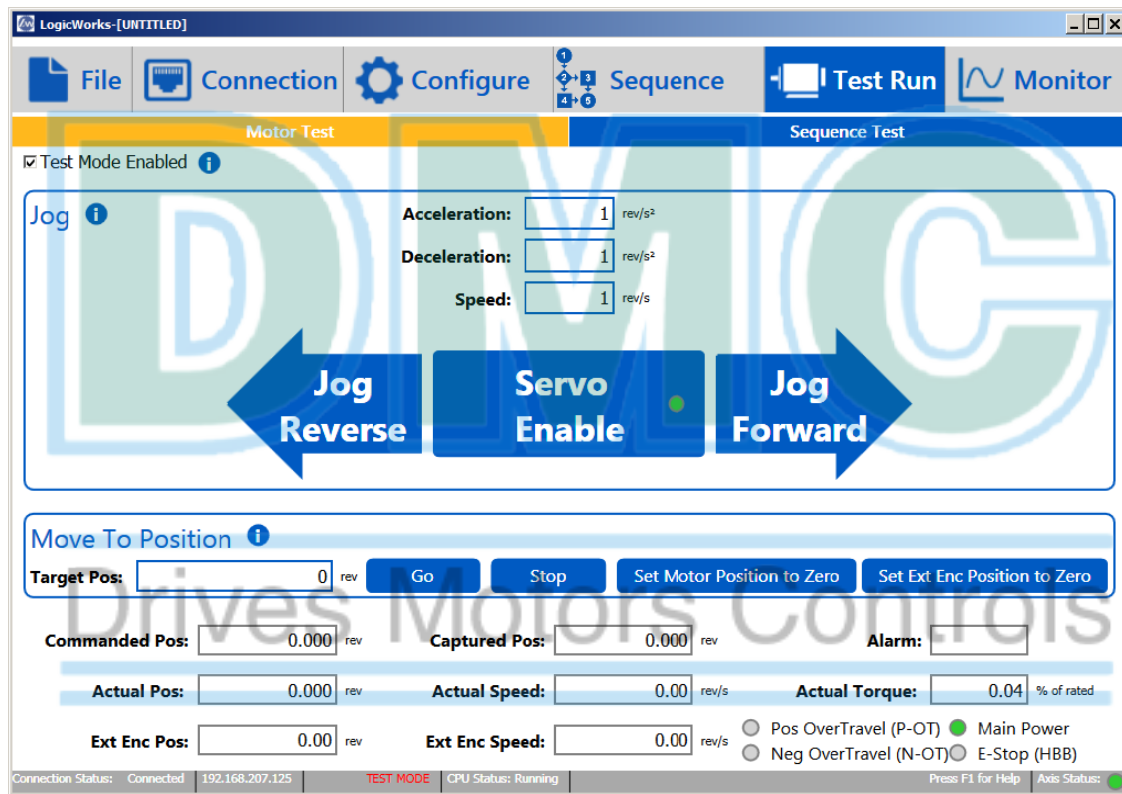 LogicWorks-[UNTITLED]
File Connection Configure Sequence Test Run Monitor
1
2 3
4 5
Motor Test Sequence Test
Test Mode Enabled i
Jog i
Acceleration: 1 rev/s²
Deceleration: 1 rev/s²
Speed: 1 rev/s
Jog Reverse
Servo Enable
Jog Forward
DMC
Move To Position i
Target Pos: 0 rev Go Stop Set Motor Position to Zero Set Ext Enc Position to Zero
Drives Motors Controls
Commanded Pos: 0.000 rev Captured Pos: 0.000 rev Alarm:
Actual Pos: 0.000 rev Actual Speed: 0.00 rev/s Actual Torque: 0.04 % of rated
Ext Enc Pos: 0.00 rev Ext Enc Speed: 0.00 rev/s
Pos OverTravel (P-OT) Main Power
Neg OverTravel (N-OT) E-Stop (HBB)
Connection Status: Connected 192.168.207.125 TEST MODE CPU Status: Running Press F1 for Help Axis Status: